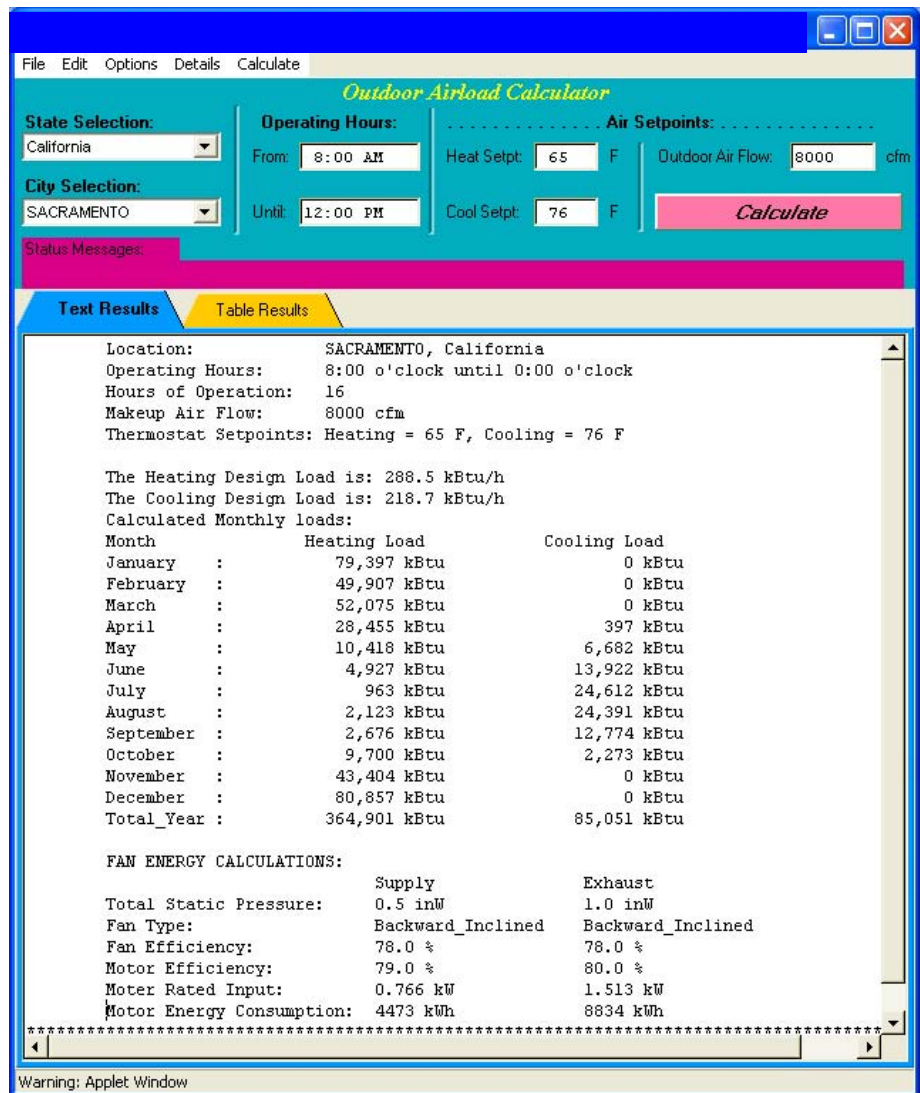 File Edit Options Details Calculate
Outdoor Airload Calculator
State Selection:
California
City Selection:
SACRAMENTO
Operating Hours:
From: 8:00 AM
Until: 12:00 PM
. . . . . . . . . . . . . . Air Setpoints: . . . . . . . . . . . . . .
Heat Setpt: 65 F
Outdoor Air Flow: 8000 cfm
Cool Setpt: 76 F
Calculate
Status Messages:
Text Results Table Results
Location: SACRAMENTO, California
Operating Hours: 8:00 o'clock until 0:00 o'clock
Hours of Operation: 16
Makeup Air Flow: 8000 cfm
Thermostat Setpoints: Heating = 65 F, Cooling = 76 F
The Heating Design Load is: 288.5 kBtu/h
The Cooling Design Load is: 218.7 kBtu/h
Calculated Monthly loads:
Month Heating Load Cooling Load
January : 79,397 kBtu 0 kBtu
February : 49,907 kBtu 0 kBtu
March : 52,075 kBtu 0 kBtu
April : 28,455 kBtu 397 kBtu
May : 10,418 kBtu 6,682 kBtu
June : 4,927 kBtu 13,922 kBtu
July : 963 kBtu 24,612 kBtu
August : 2,123 kBtu 24,391 kBtu
September : 2,676 kBtu 12,774 kBtu
October : 9,700 kBtu 2,273 kBtu
November : 43,404 kBtu 0 kBtu
December : 80,857 kBtu 0 kBtu
Total_Year : 364,901 kBtu 85,051 kBtu
FAN ENERGY CALCULATIONS:
Supply Exhaust
Total Static Pressure: 0.5 inW 1.0 inW
Fan Type: Backward_Inclined Backward_Inclined
Fan Efficiency: 78.0 % 78.0 %
Motor Efficiency: 79.0 % 80.0 %
Moter Rated Input: 0.766 kW 1.513 kW
Motor Energy Consumption: 4473 kWh 8834 kWh
******************************************************************************
Warning: Applet Window